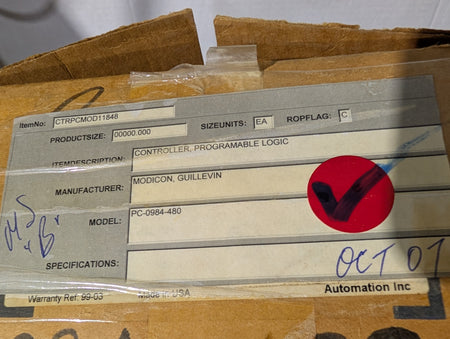 ItemNo: CTRPCMOD11848
PRODUCTSIZE: 00000.000 SIZEUNITS: EA ROPFLAG: C
ITEMDESCRIPTION: CONTROLLER, PROGRAMABLE LOGIC
MANUFACTURER: MODICON, GUILLEVIN
MODEL: PC-0984-480
SPECIFICATIONS:
OCT 07
Warranty Ref: 99-03 Made in USA Automation Inc